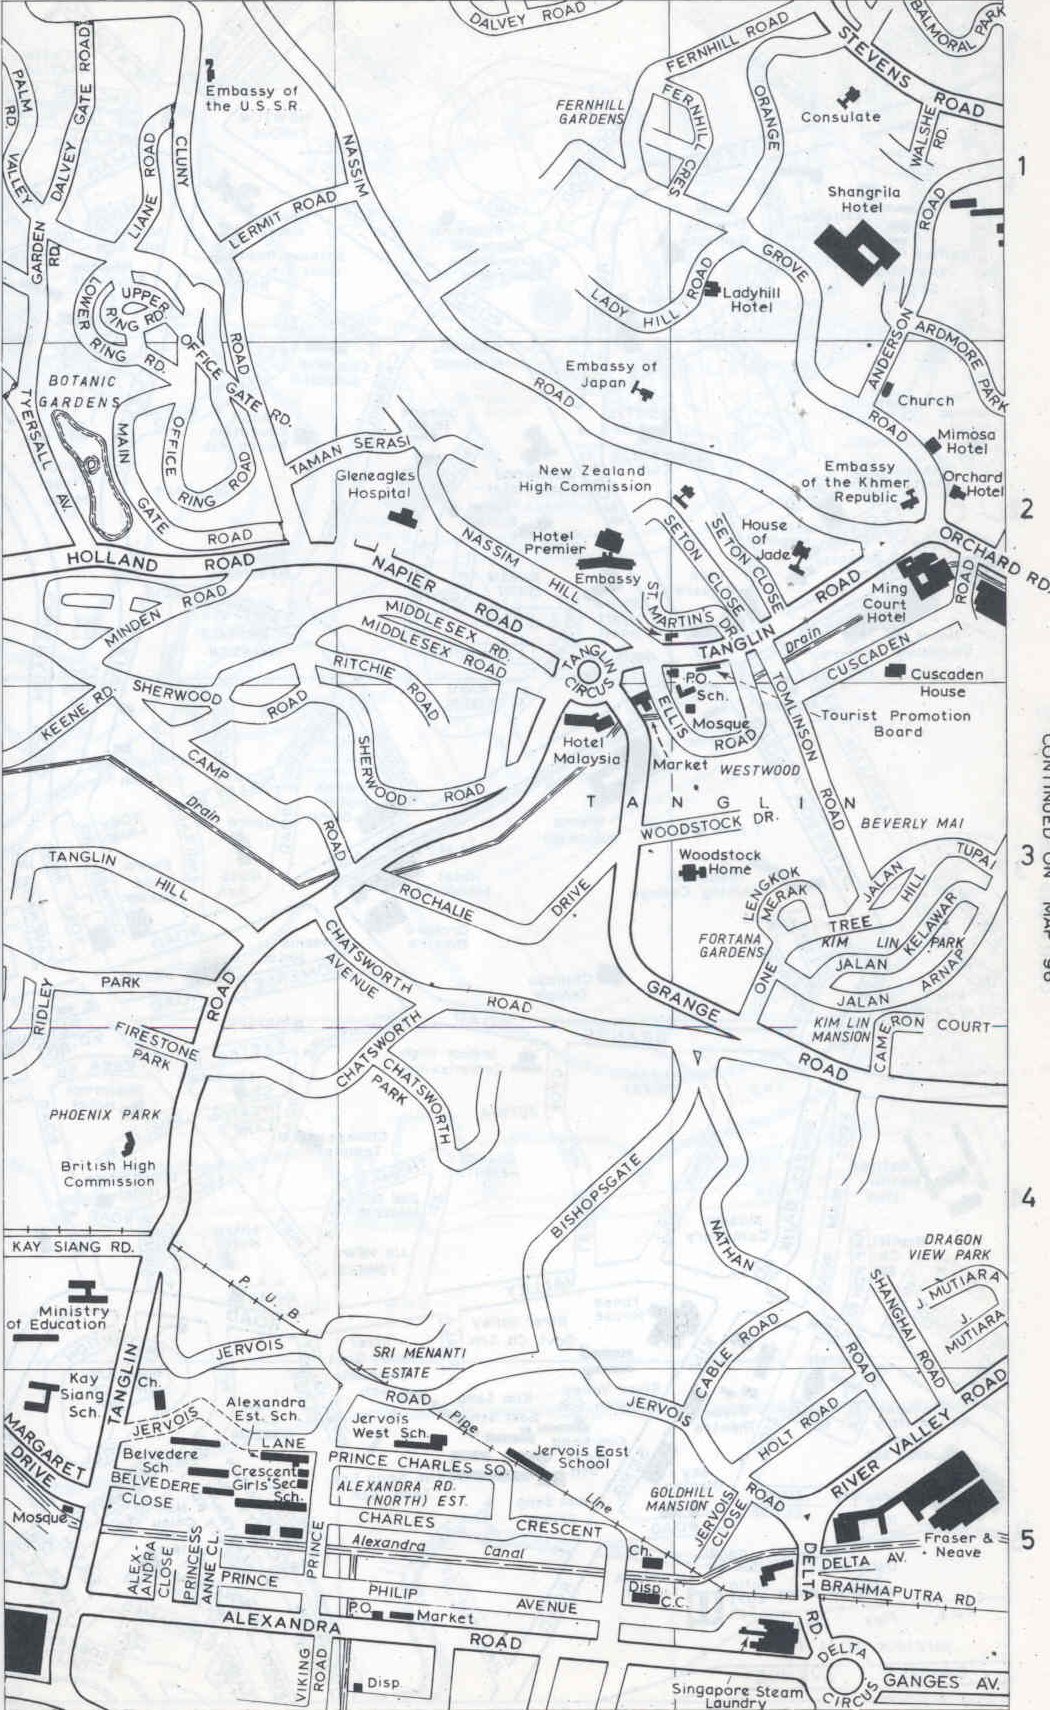 DALVEY ROAD
BALMORAL PARK
STEVENS ROAD
FERNHILL ROAD
DALVEY GATE ROAD
PALM
VALLEY
RD.
Embassy of
the U.S.S.R.
FERNHILL
GARDENS
FERNHILL CRES
ORANGE
Consulate
WALSHE
RD.
CLUNY
LIANE ROAD
NASSIM
1
Shangrila
Hotel
ROAD
LERMIT ROAD
GARDEN
RD.
GROVE
LOWER
RING RD.
UPPER
RING RD.
LADY HILL ROAD
Ladyhill
Hotel
ANDERSON
ARDMORE PARK
OFFICE GATE RD.
ROAD
BOTANIC
GARDENS
Embassy of
Japan
ROAD
Church
ROAD
TYERSALL
AV.
MAIN
GATE
ROAD
OFFICE
RING
ROAD
TAMAN SERASI
Gleneagles
Hospital
New Zealand
High Commission
Embassy
of the Khmer
Republic
Mimosa
Hotel
Orchard
Hotel
2
House
of
Jade
SETON CLOSE
SETON CLOSE
Hotel
Premier
Embassy
NASSIM HILL
ORCHARD RD.
HOLLAND ROAD
NAPIER ROAD
ST. MARTIN'S DR.
TANGLIN
ROAD
Ming
Court
Hotel
ROAD
MINDEN ROAD
MIDDLESEX RD.
MIDDLESEX ROAD
TANGLIN
CIRCUS
Drain
CUSCADEN
Cuscaden
House
RITCHIE ROAD
P.O.
Sch.
Mosque
ELLIS
ROAD
TOMLINSON
ROAD
Tourist Promotion
Board
KEENE RD.
SHERWOOD
ROAD
SHERWOOD ROAD
CAMP
ROAD
Drain
Hotel
Malaysia
Market
WESTWOOD
TANGLIN
WOODSTOCK DR.
BEVERLY MAI
CONTINUED ON MAP 96
3
TANGLIN
HILL
ROCHALIE
DRIVE
Woodstock
Home
LENGKOK
MERAK
JALAN
TUPAI
TREE
HILL
ONE
KIM LIN PARK
JALAN
KELAWAR
JALAN
ARNAP
FORTANA
GARDENS
CHATSWORTH
AVENUE
ROAD
GRANGE
ROAD
KIM LIN
MANSION
CAMERON COURT
RIDLEY
PARK
ROAD
FIRESTONE
PARK
CHATSWORTH
CHATSWORTH
PARK
PHOENIX PARK
British High
Commission
4
BISHOPSGATE
NATHAN
ROAD
DRAGON
VIEW PARK
J. MUTIARA
J.
MUTIARA
SHANGHAI ROAD
KAY SIANG RD.
P. U. B.
Ministry
of Education
TANGLIN
JERVOIS
SRI MENANTI
ESTATE
ROAD
JERVOIS
ROAD
CABLE ROAD
HOLT ROAD
RIVER VALLEY ROAD
Kay
Siang
Sch.
Ch.
MARGARET
DRIVE
Mosque
JERVOIS
LANE
Alexandra
Est. Sch.
Belvedere
Sch.
BELVEDERE
CLOSE
Crescent
Girls' Sec.
Sch.
Jervois
West Sch.
Pipe
Line
Jervois East
School
PRINCE CHARLES SQ
ALEXANDRA RD.
(NORTH) EST.
GOLDHILL
MANSION
JERVOIS
CLOSE
Fraser &
Neave
5
CHARLES CRESCENT
Alexandra Canal
PRINCE
Ch.
Disp.
C.C.
DELTA AV.
BRAHMAPUTRA RD
DELTA RD.
ALEX-
ANDRA
CLOSE
PRINCESS
ANNE CL.
PRINCE
PHILIP
AVENUE
P.O.
Market
ALEXANDRA ROAD
VIKING
ROAD
Disp.
Singapore Steam
Laundry
DELTA
CIRCUS
GANGES AV.